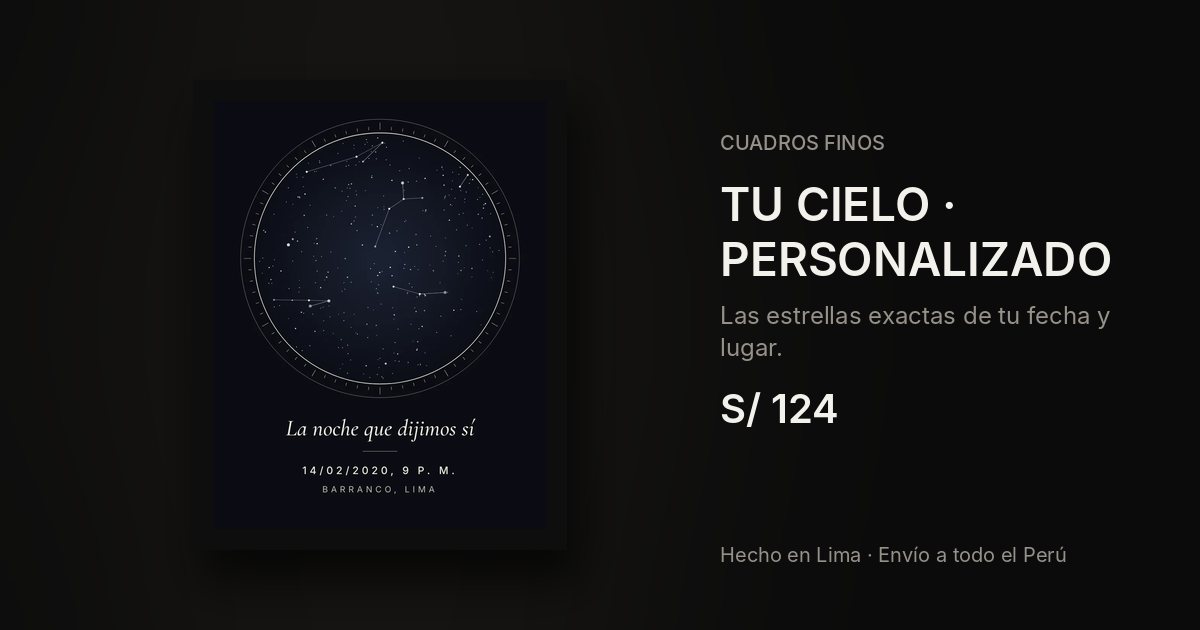 La noche que dijimos sí
14/02/2020, 9 P. M.
BARRANCO, LIMA
CUADROS FINOS
TU CIELO ·
PERSONALIZADO
Las estrellas exactas de tu fecha y
lugar.
S/ 124
Hecho en Lima · Envío a todo el Perú